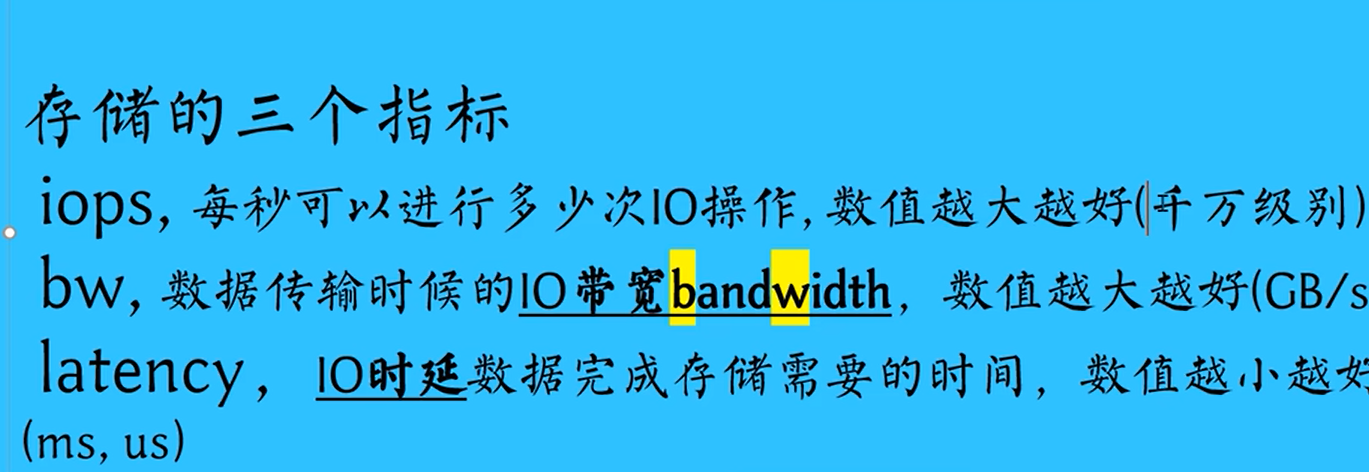 存储的三个指标
iops, 每秒可以进行多少次IO操作, 数值越大越好(千万级别)
bw, 数据传输时候的IO带宽bandwidth，数值越大越好(GB/s
latency，IO时延数据完成存储需要的时间，数值越小越好
(ms, us)